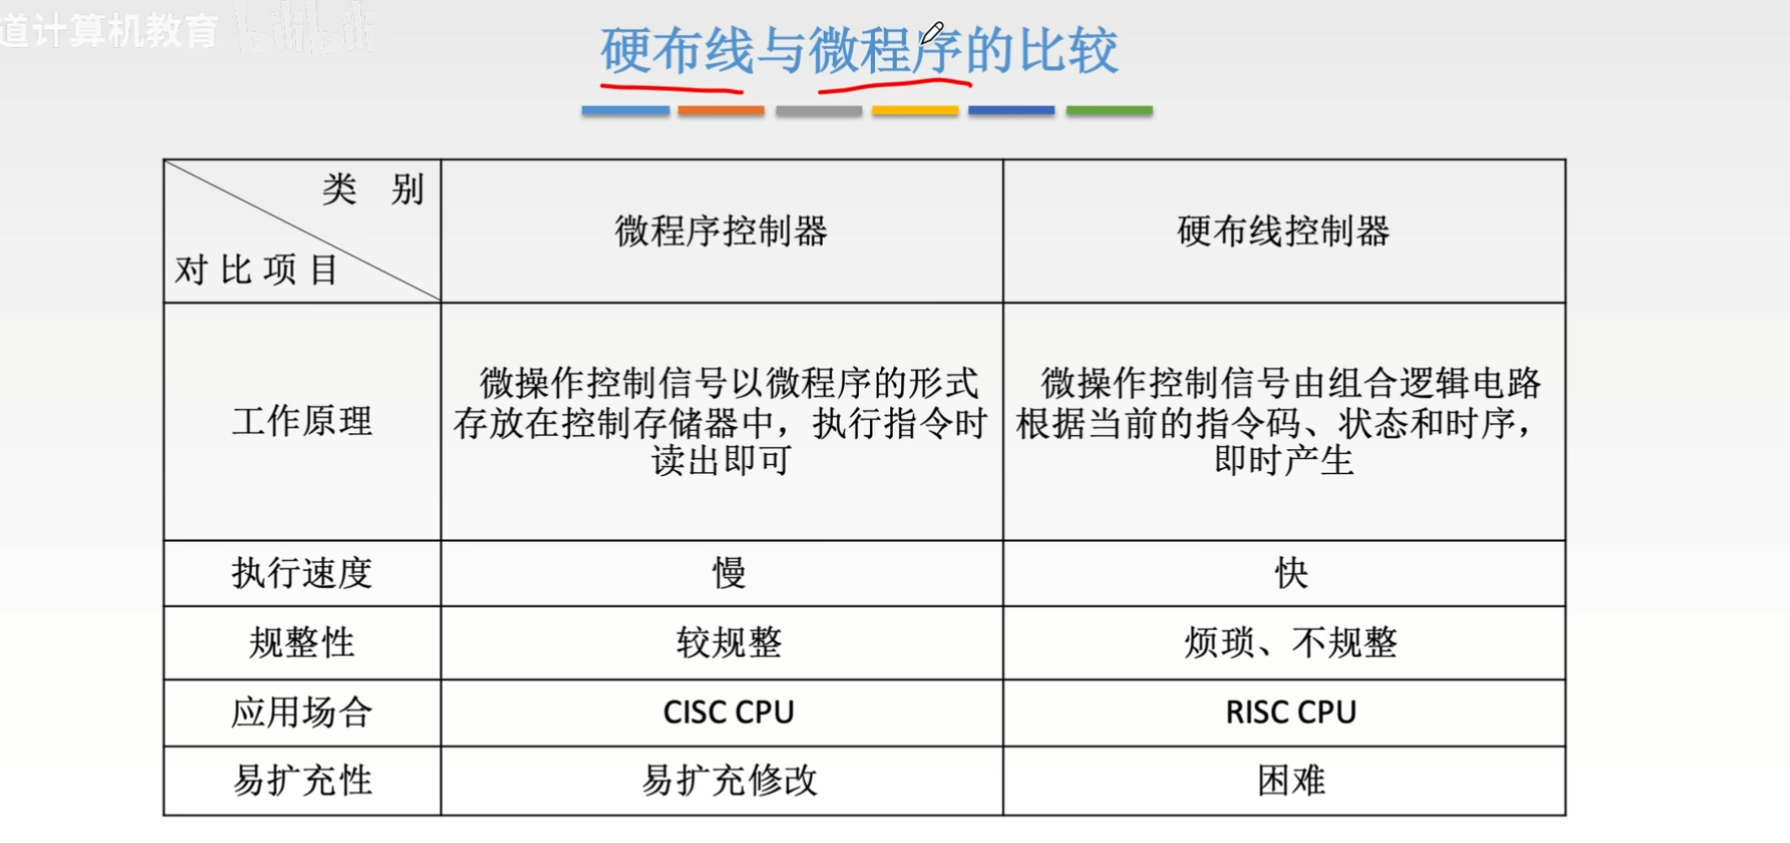 道计算机教育 bilibili
硬布线与微程序的比较
类 别
对比项目
微程序控制器
硬布线控制器
工作原理
微操作控制信号以微程序的形式
存放在控制存储器中，执行指令时
读出即可
微操作控制信号由组合逻辑电路
根据当前的指令码、状态和时序，
即时产生
执行速度
慢
快
规整性
较规整
烦琐、不规整
应用场合
CISC CPU
RISC CPU
易扩充性
易扩充修改
困难